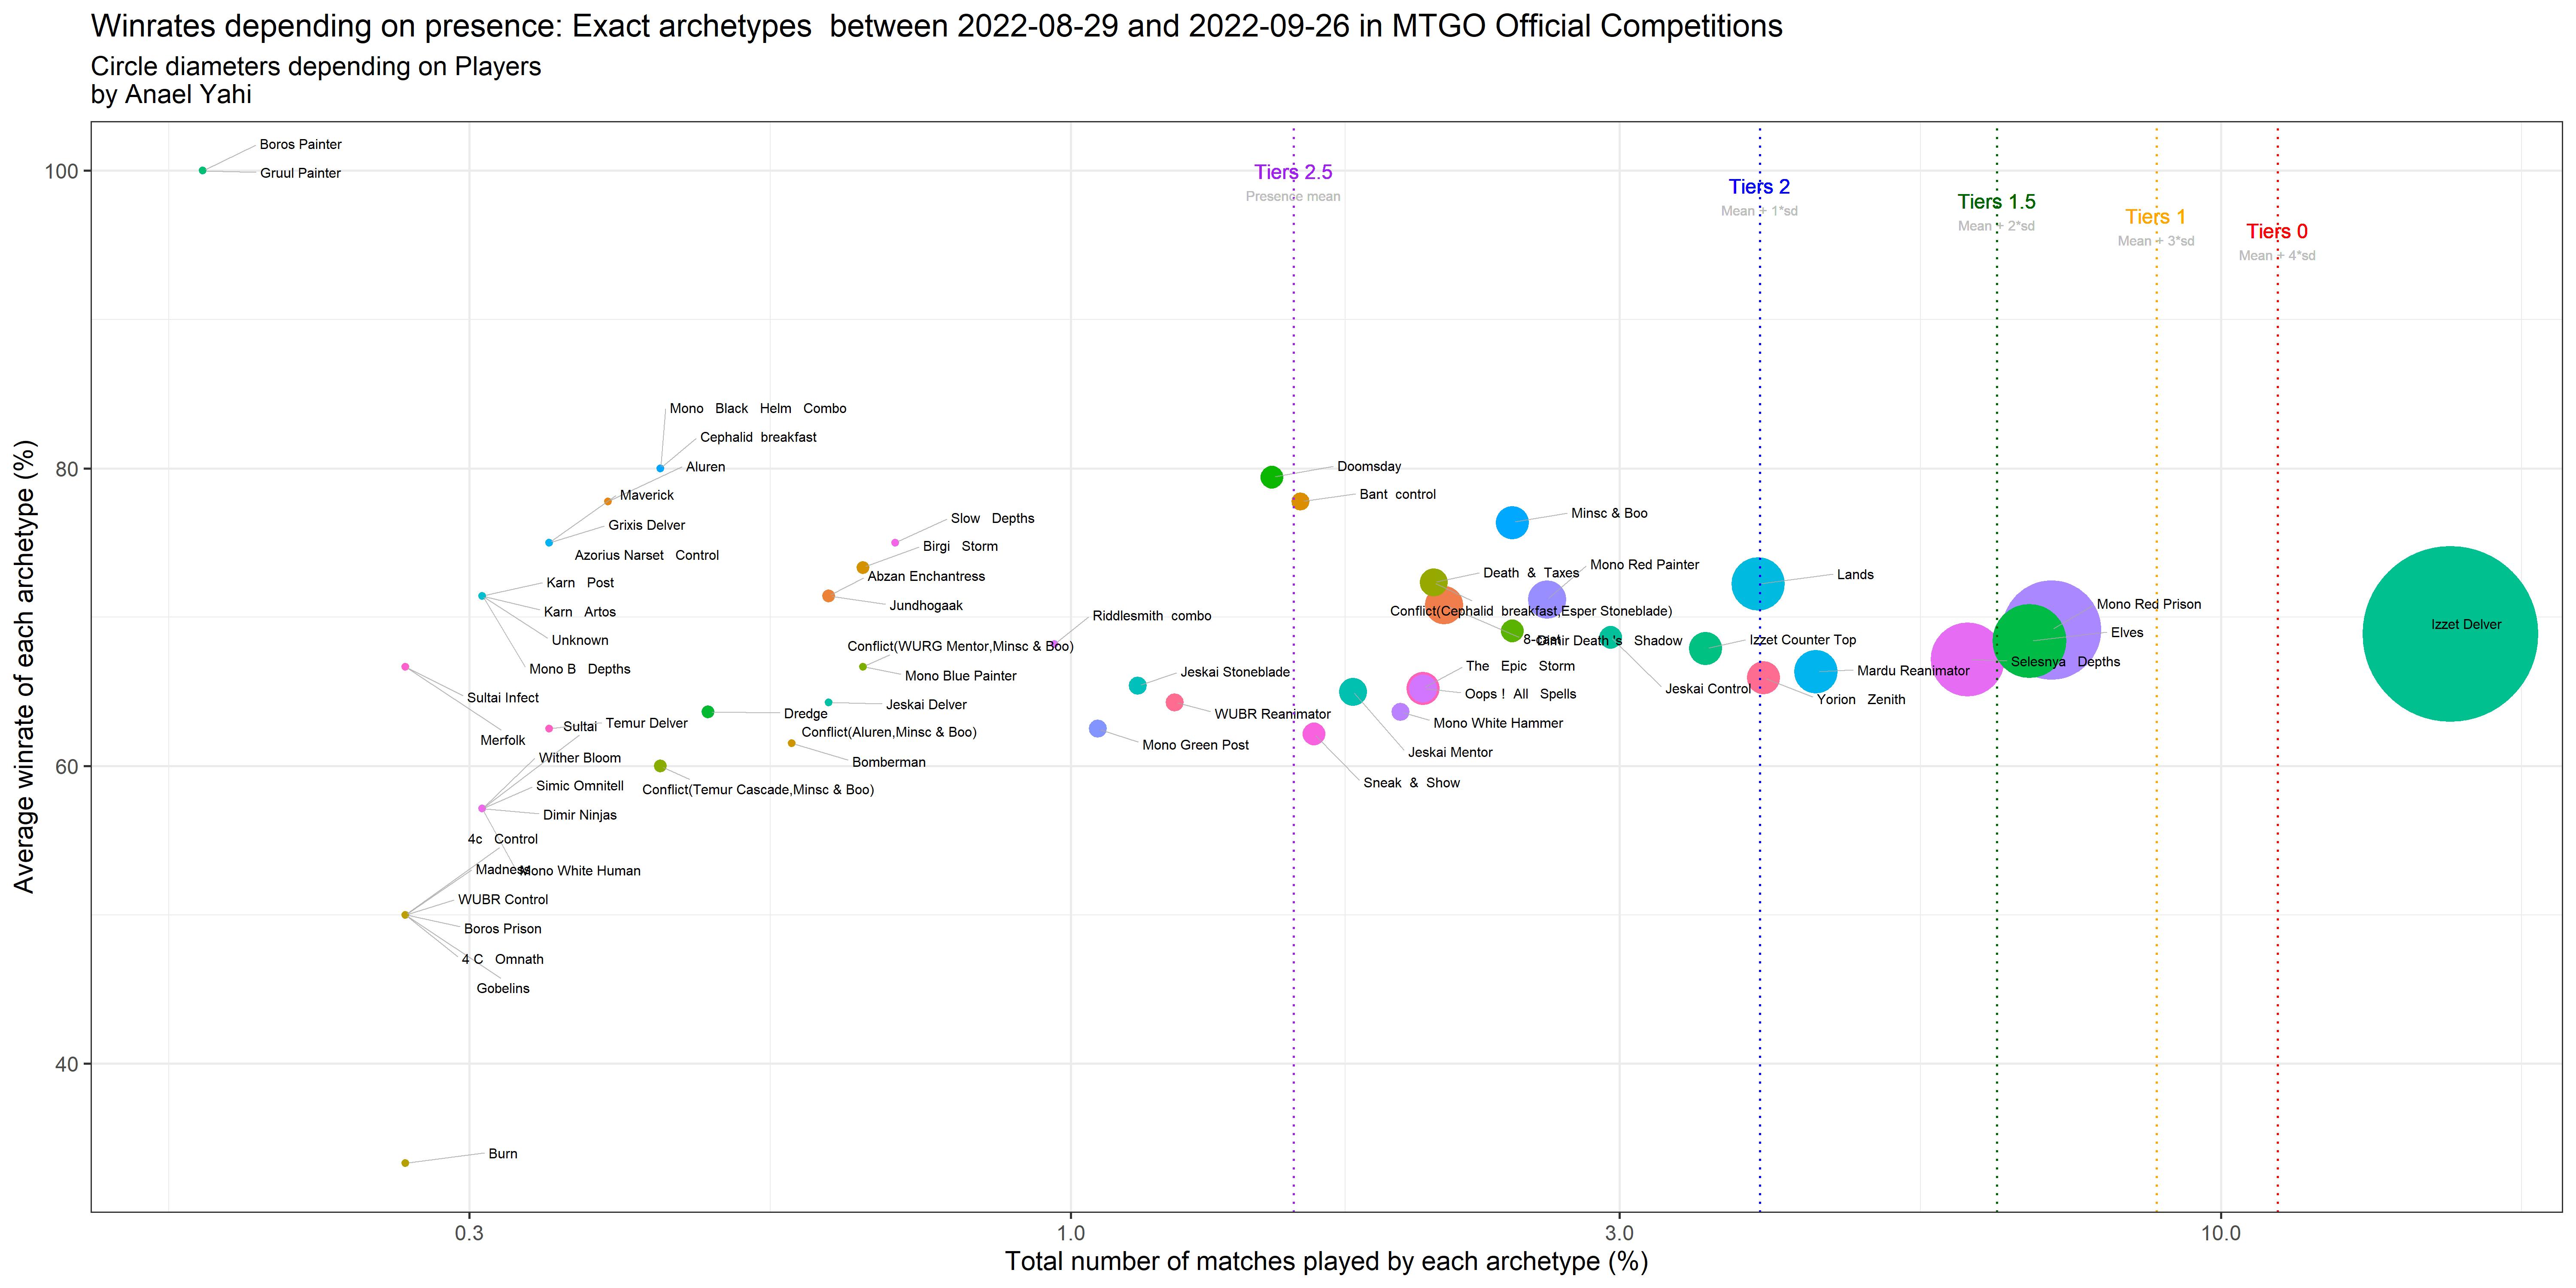 Winrates depending on presence: Exact archetypes  between 2022-08-29 and 2022-09-26 in MTGO Official Competitions
Circle diameters depending on Players
by Anael Yahi
Average winrate of each archetype (%)
100
80
60
40
Boros Painter
Gruul Painter
Tiers 2.5
Presence mean
Tiers 2
Mean + 1*sd
Tiers 1.5
Mean + 2*sd
Tiers 1
Mean + 3*sd
Tiers 0
Mean + 4*sd
Mono Black Helm Combo
Cephalid breakfast
Aluren
Maverick
Grixis Delver
Azorius Narset Control
Karn Post
Karn Artos
Unknown
Mono B Depths
Sultai Infect
Merfolk
Sultai
Temur Delver
Wither Bloom
Simic Omnitell
Dimir Ninjas
4c Control
Madness
Mono White Human
WUBR Control
Boros Prison
4 C Omnath
Gobelins
Burn
Slow Depths
Birgi Storm
Abzan Enchantress
Jundhogaak
Riddlesmith combo
Conflict(WURG Mentor,Minsc & Boo)
Mono Blue Painter
Jeskai Delver
Dredge
Conflict(Aluren,Minsc & Boo)
Bomberman
Conflict(Temur Cascade,Minsc & Boo)
Jeskai Stoneblade
WUBR Reanimator
Mono Green Post
Doomsday
Bant control
Minsc & Boo
Death & Taxes
Mono Red Painter
Conflict(Cephalid breakfast,Esper Stoneblade)
8-cast
Dimir Death 's Shadow
Izzet Counter Top
The Epic Storm
Oops ! All Spells
Jeskai Control
Mono White Hammer
Jeskai Mentor
Sneak & Show
Lands
Mardu Reanimator
Yorion Zenith
Mono Red Prison
Elves
Selesnya Depths
Izzet Delver
0.3
1.0
3.0
10.0
Total number of matches played by each archetype (%)